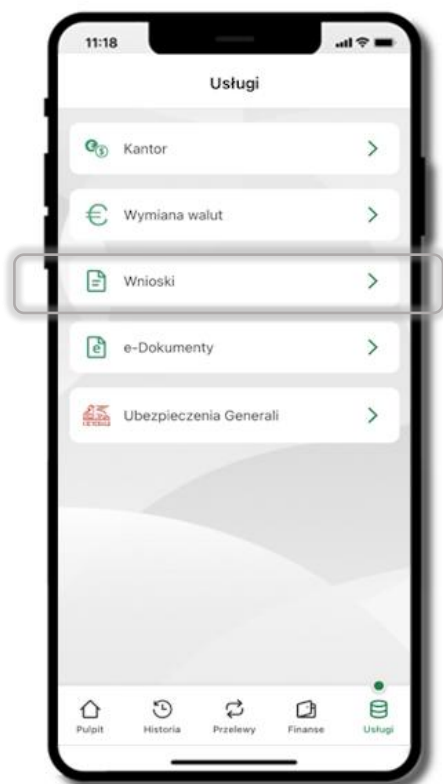 11:18
Usługi
Kantor
Wymiana walut
Wnioski
e-Dokumenty
Ubezpieczenia Generali
Pulpit
Historia
Przelewy
Finanse
Usługi